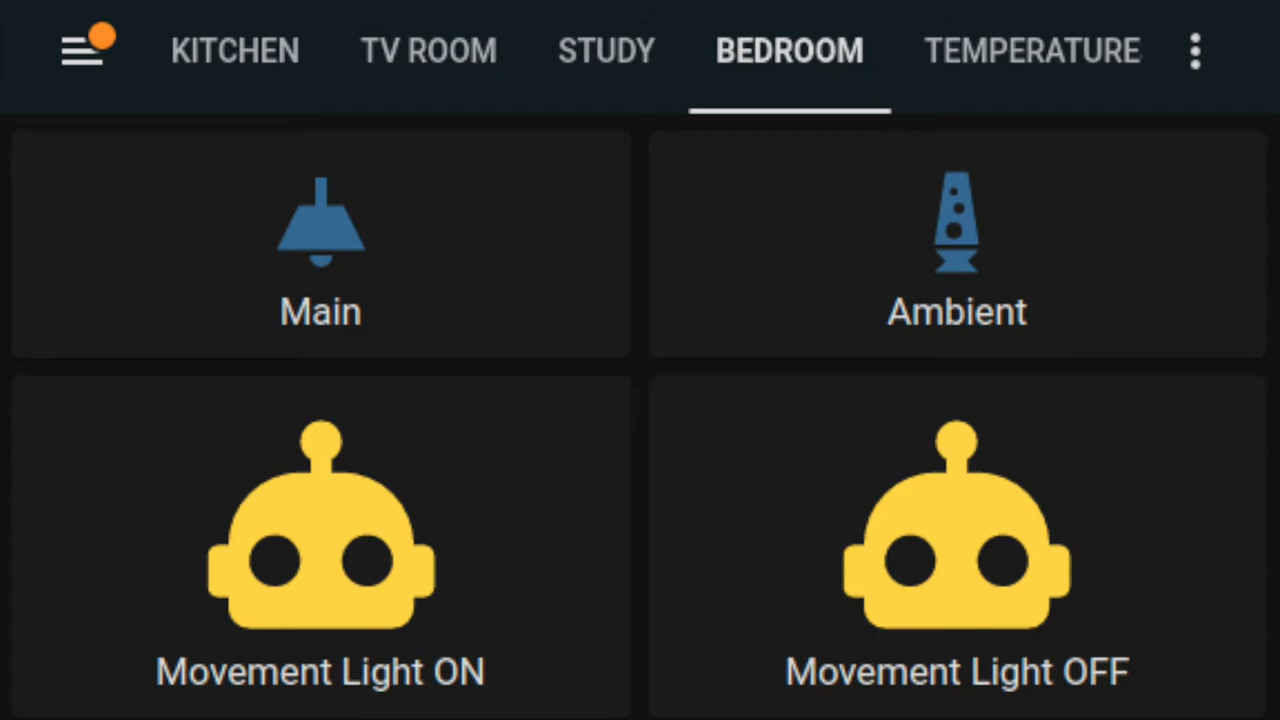 KITCHEN TV ROOM STUDY BEDROOM TEMPERATURE
Main Ambient
Movement Light ON Movement Light OFF